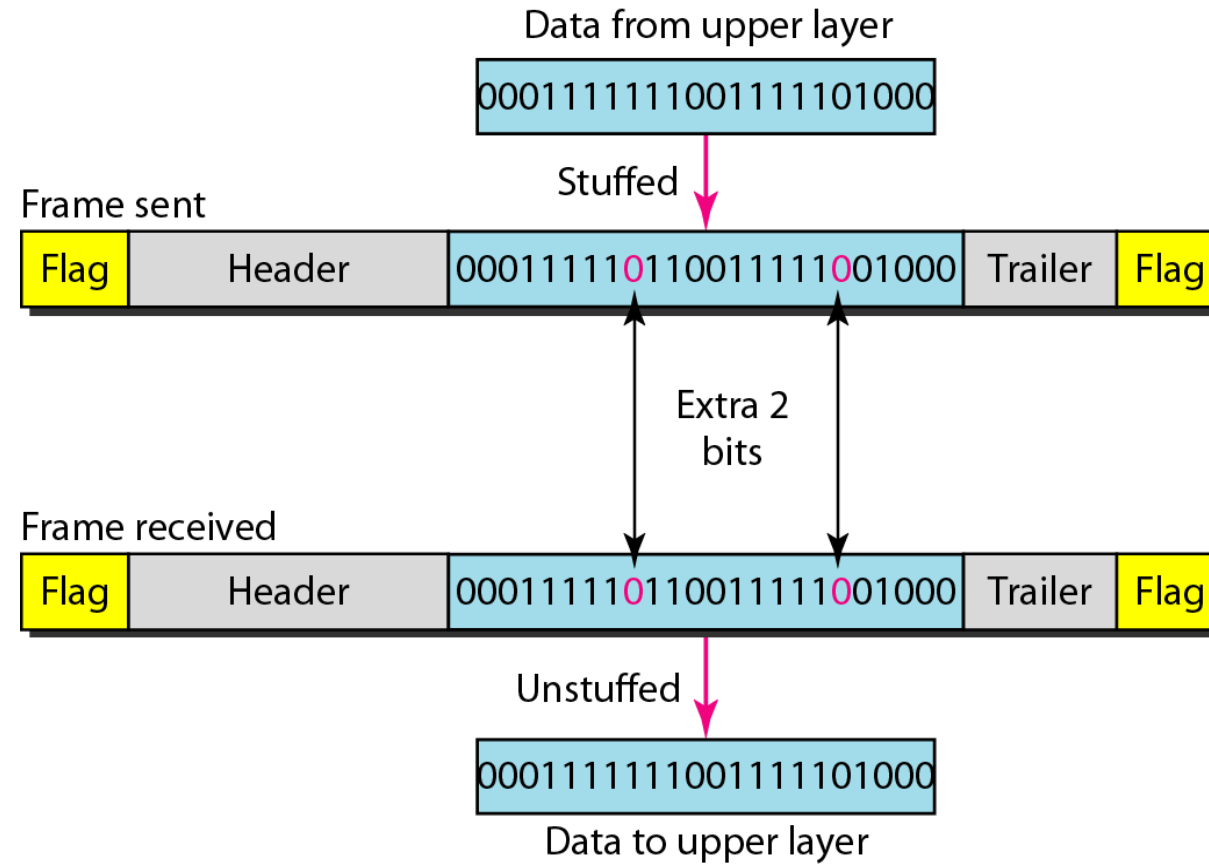 Data from upper layer
0001111111001111101000
Stuffed
Frame sent
Flag Header 000111110110011111001000 Trailer Flag
Extra 2
bits
Frame received
Flag Header 000111110110011111001000 Trailer Flag
Unstuffed
0001111111001111101000
Data to upper layer